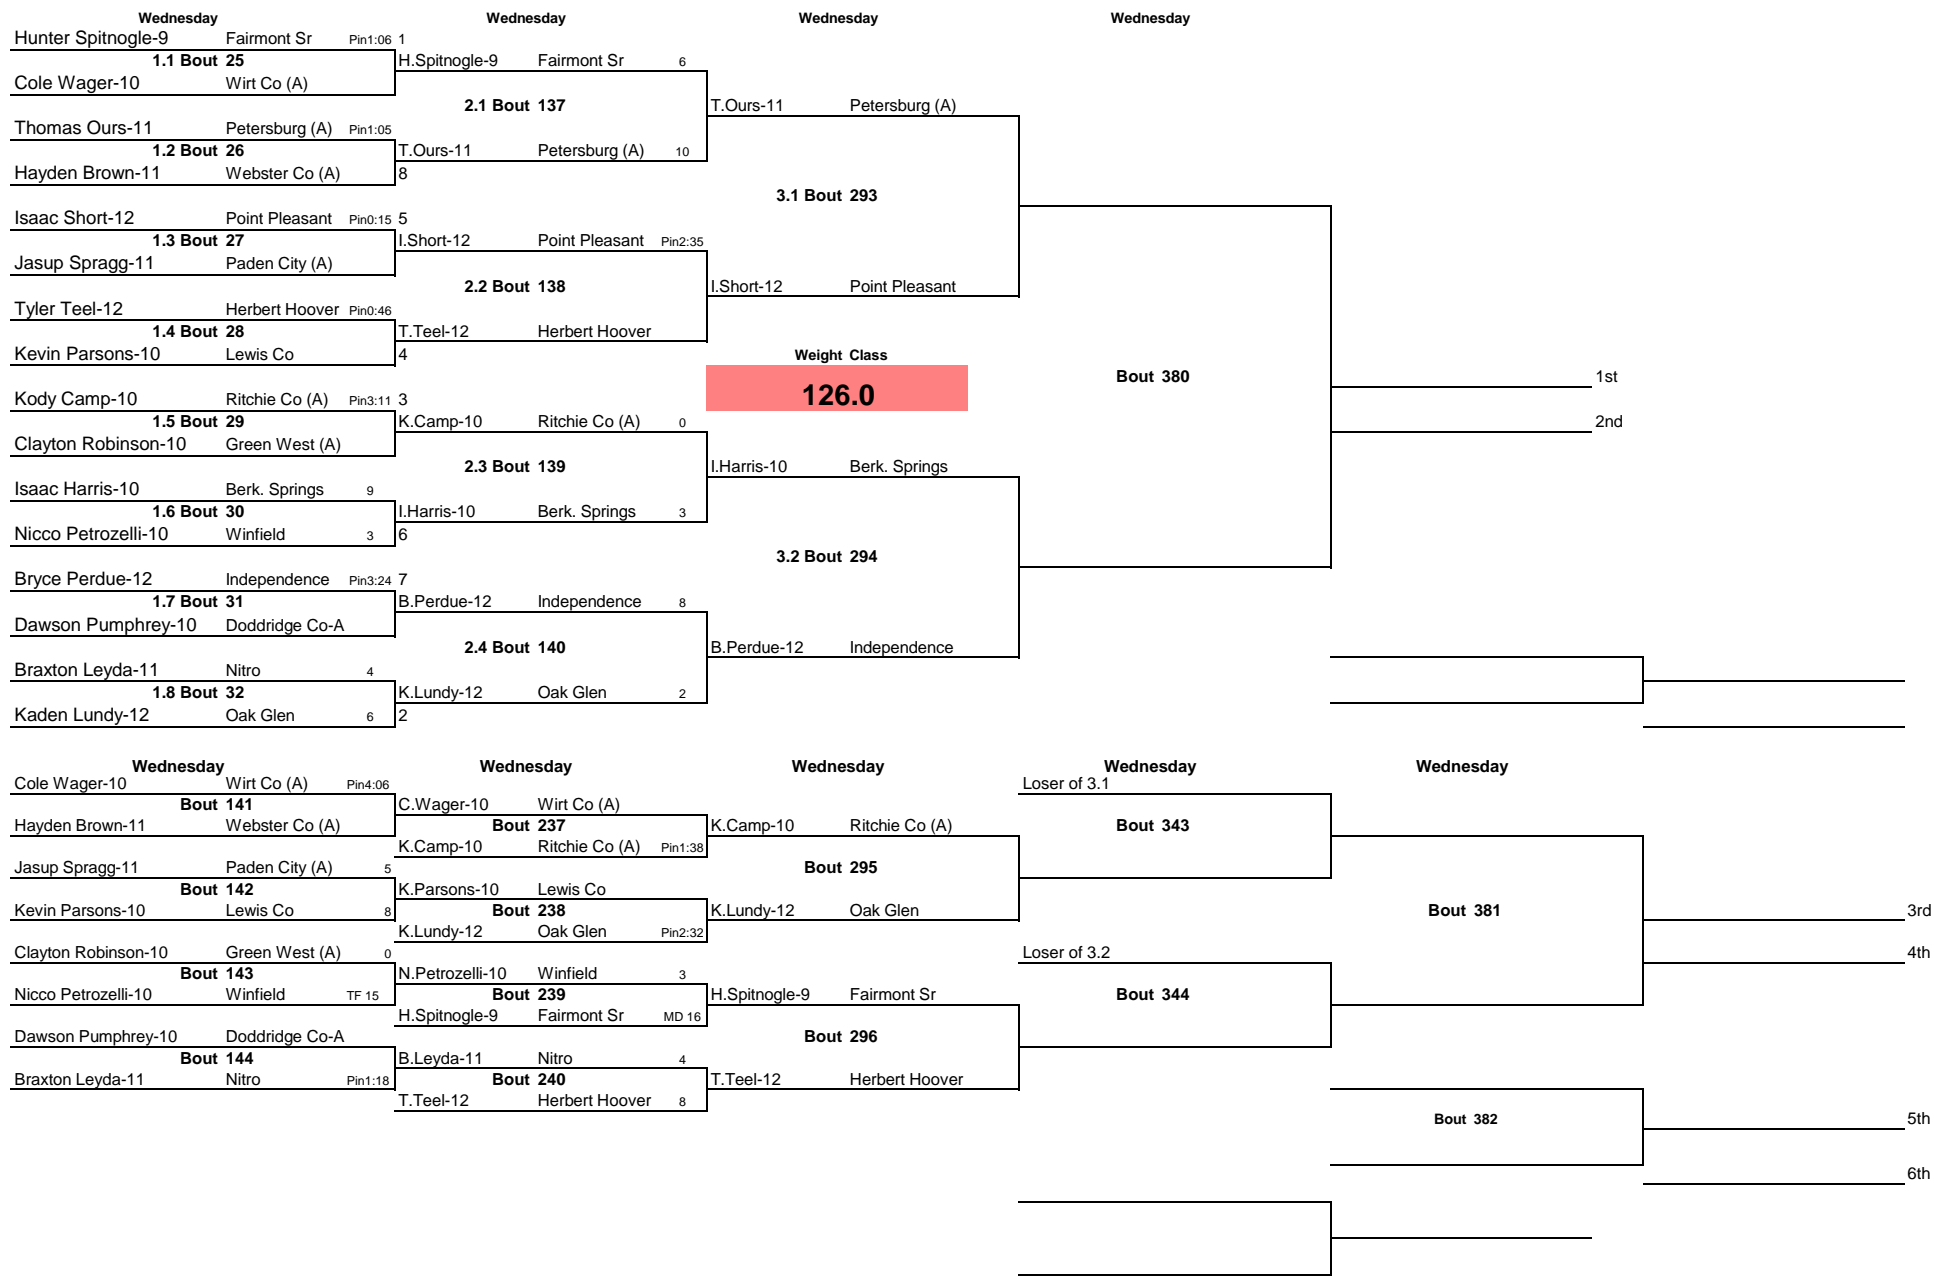 Wednesday Wednesday Wednesday Wednesday
Hunter Spitnogle-9 Fairmont Sr Pin1:06 1
1.1 Bout 25 H.Spitnogle-9 Fairmont Sr 6
Cole Wager-10 Wirt Co (A)
2.1 Bout 137 T.Ours-11 Petersburg (A)
Thomas Ours-11 Petersburg (A) Pin1:05
1.2 Bout 26 T.Ours-11 Petersburg (A) 10
Hayden Brown-11 Webster Co (A) 8
3.1 Bout 293
Isaac Short-12 Point Pleasant Pin0:15 5
1.3 Bout 27 I.Short-12 Point Pleasant Pin2:35
Jasup Spragg-11 Paden City (A)
2.2 Bout 138 I.Short-12 Point Pleasant
Tyler Teel-12 Herbert Hoover Pin0:46
1.4 Bout 28 T.Teel-12 Herbert Hoover
Kevin Parsons-10 Lewis Co 4 Weight Class
Bout 380 1st
Kody Camp-10 Ritchie Co (A) Pin3:11 3 126.0
1.5 Bout 29 K.Camp-10 Ritchie Co (A) 0 2nd
Clayton Robinson-10 Green West (A)
2.3 Bout 139 I.Harris-10 Berk. Springs
Isaac Harris-10 Berk. Springs 9
1.6 Bout 30 I.Harris-10 Berk. Springs 3
Nicco Petrozelli-10 Winfield 3 6
3.2 Bout 294
Bryce Perdue-12 Independence Pin3:24 7
1.7 Bout 31 B.Perdue-12 Independence 8
Dawson Pumphrey-10 Doddridge Co-A
2.4 Bout 140 B.Perdue-12 Independence
Braxton Leyda-11 Nitro 4
1.8 Bout 32 K.Lundy-12 Oak Glen 2
Kaden Lundy-12 Oak Glen 6 2
Wednesday Wednesday Wednesday Wednesday Wednesday
Cole Wager-10 Wirt Co (A) Pin4:06 Loser of 3.1
Bout 141 C.Wager-10 Wirt Co (A)
Hayden Brown-11 Webster Co (A) Bout 237 K.Camp-10 Ritchie Co (A) Bout 343
K.Camp-10 Ritchie Co (A) Pin1:38
Jasup Spragg-11 Paden City (A) 5 Bout 295
Bout 142 K.Parsons-10 Lewis Co
Kevin Parsons-10 Lewis Co 8 Bout 238 K.Lundy-12 Oak Glen Bout 381 3rd
K.Lundy-12 Oak Glen Pin2:32
Clayton Robinson-10 Green West (A) 0 Loser of 3.2 4th
Bout 143 N.Petrozelli-10 Winfield 3
Nicco Petrozelli-10 Winfield TF 15 Bout 239 H.Spitnogle-9 Fairmont Sr Bout 344
H.Spitnogle-9 Fairmont Sr MD 16
Dawson Pumphrey-10 Doddridge Co-A Bout 296
Bout 144 B.Leyda-11 Nitro 4
Braxton Leyda-11 Nitro Pin1:18 Bout 240 T.Teel-12 Herbert Hoover
T.Teel-12 Herbert Hoover 8
Bout 382 5th
6th